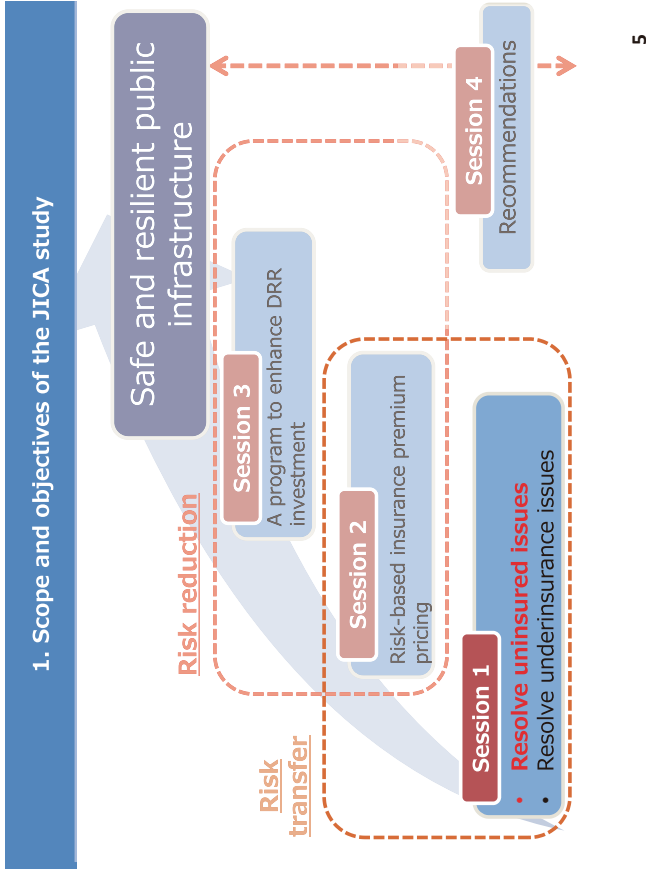 1. Scope and objectives of the JICA study
Safe and resilient public
infrastructure
Risk reduction
Session 3
A program to enhance DRR
investment
Risk
transfer
Session 2
Risk-based insurance premium
pricing
Session 1
• Resolve uninsured issues
• Resolve underinsurance issues
Session 4
Recommendations
5